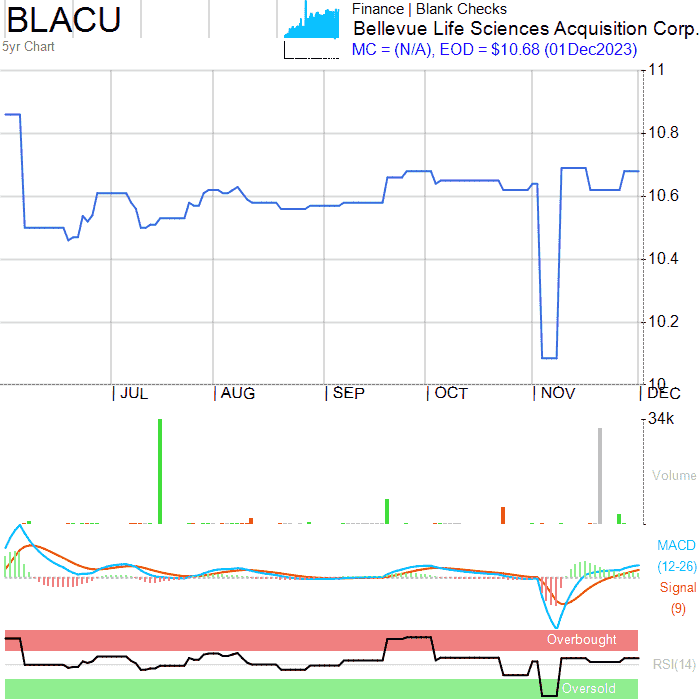 BLACU
5yr Chart
Finance | Blank Checks
Bellevue Life Sciences Acquisition Corp.
MC = (N/A), EOD = $10.68 (01Dec2023)
11
10.8
10.6
10.4
10.2
10
JUL AUG SEP OCT NOV DEC
34k
Volume
MACD
(12-26)
Signal
(9)
Overbought
RSI(14)
Oversold